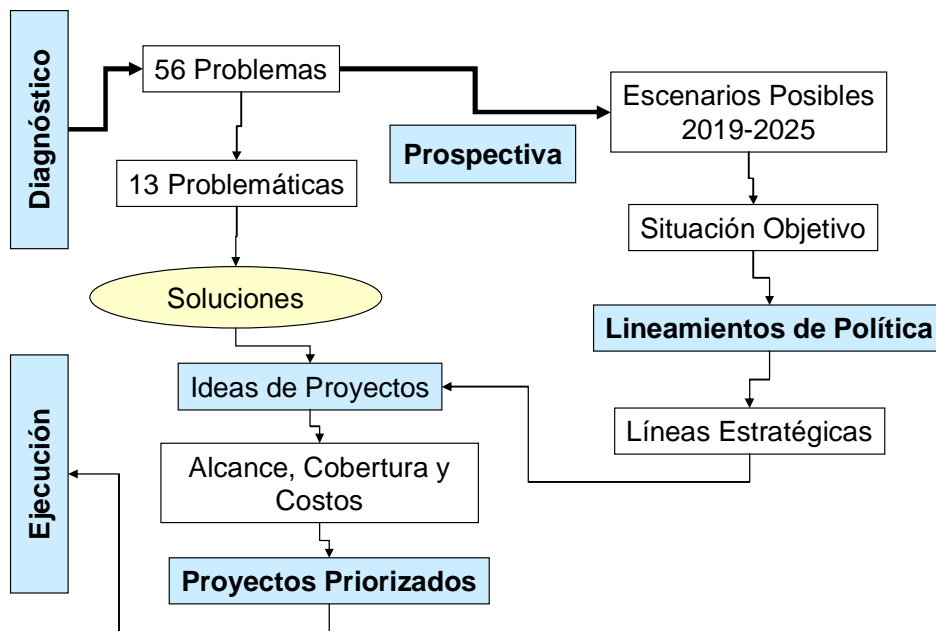 Diagnóstico
56 Problemas
Escenarios Posibles
2019-2025
Prospectiva
13 Problemáticas
Situación Objetivo
Soluciones
Lineamientos de Política
Ideas de Proyectos
Líneas Estratégicas
Ejecución
Alcance, Cobertura y
Costos
Proyectos Priorizados